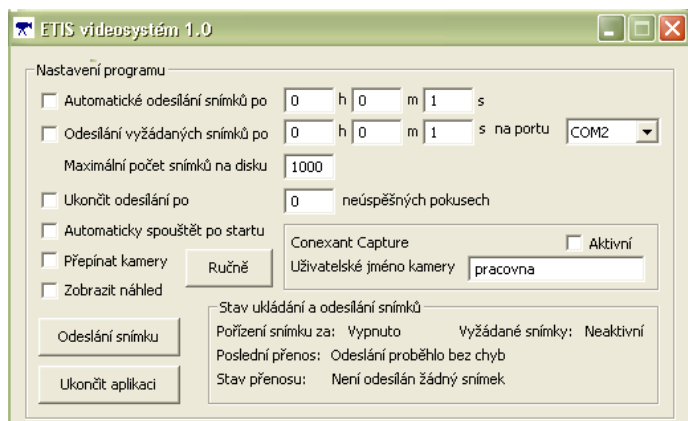 ETIS videosystém 1.0
Nastavení programu
Automatické odesílání snímků po 0 h 0 m 1 s
Odesílání vyžádaných snímků po 0 h 0 m 1 s na portu COM2
Maximální počet snímků na disku 1000
Ukončit odesílání po 0 neúspěšných pokusech
Automaticky spouštět po startu
Přepínat kamery
Ručně
Zobrazit náhled
Conexant Capture Aktivní
Uživatelské jméno kamery pracovna
Odeslání snímku
Ukončit aplikaci
Stav ukládání a odesílání snímků
Pořízení snímku za: Vypnuto Vyžádané snímky: Neaktivní
Poslední přenos: Odeslání proběhlo bez chyb
Stav přenosu: Není odesílán žádný snímek